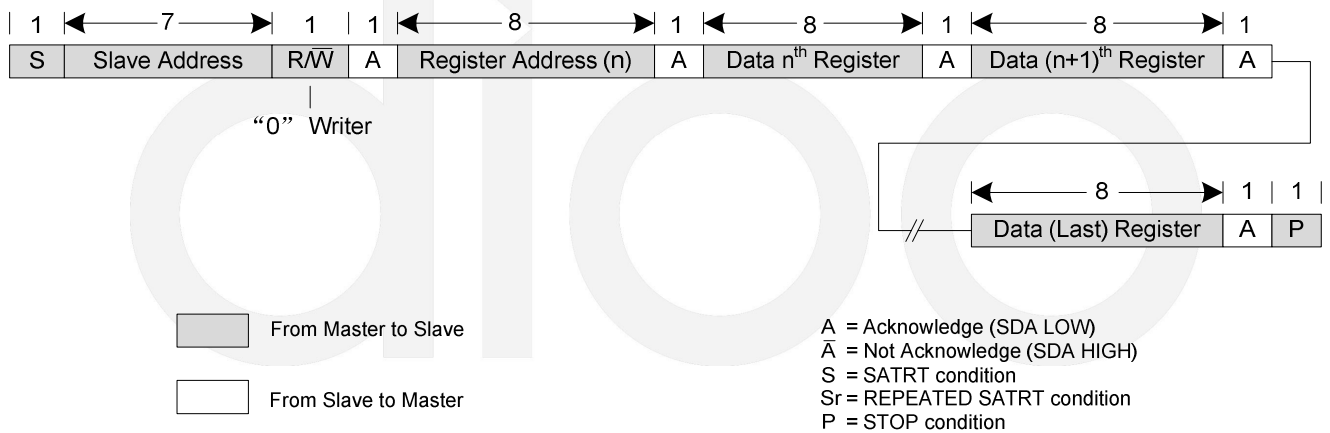 1 7 1 1 8 1 8 1 8 1
S Slave Address R/W̅ A Register Address (n) A Data nth Register A Data (n+1)th Register A
“0” Writer
8 1 1
// Data (Last) Register A P
From Master to Slave
From Slave to Master
A = Acknowledge (SDA LOW)
A̅ = Not Acknowledge (SDA HIGH)
S = SATRT condition
Sr= REPEATED SATRT condition
P = STOP condition
dioo